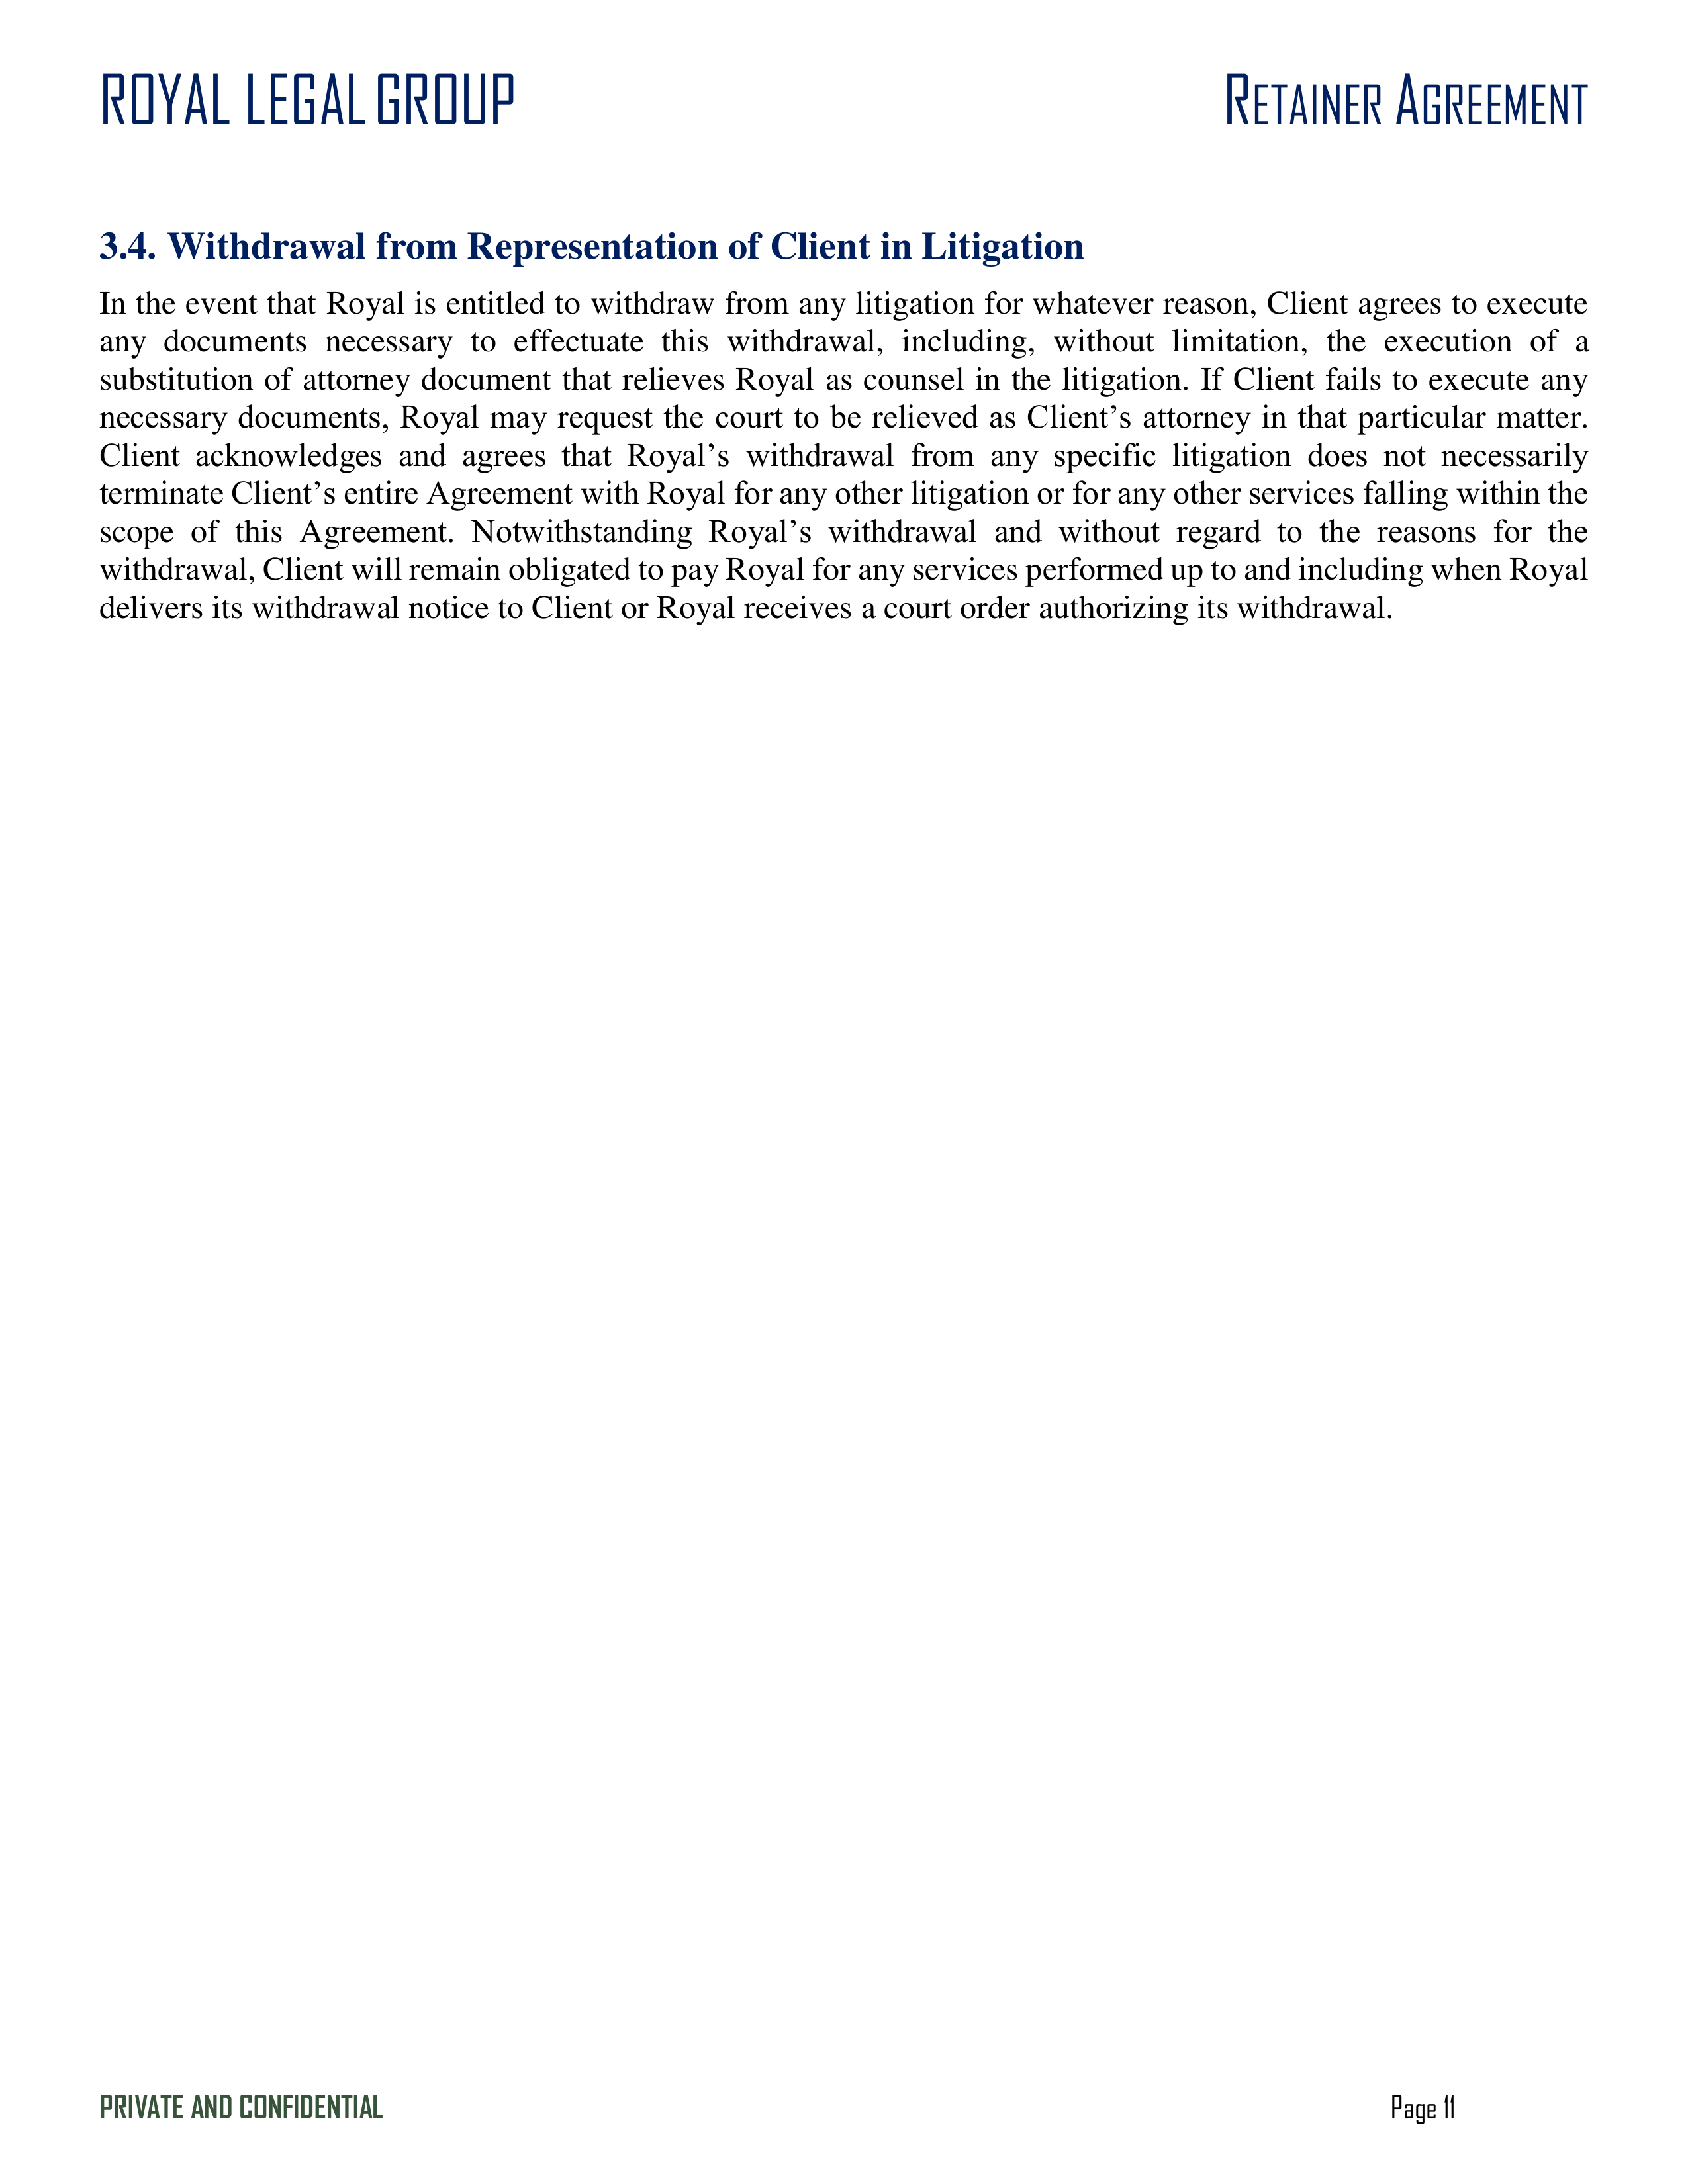 ROYAL LEGAL GROUP
RETAINER AGREEMENT
3.4. Withdrawal from Representation of Client in Litigation
In the event that Royal is entitled to withdraw from any litigation for whatever reason, Client agrees to execute
any documents necessary to effectuate this withdrawal, including, without limitation, the execution of a
substitution of attorney document that relieves Royal as counsel in the litigation. If Client fails to execute any
necessary documents, Royal may request the court to be relieved as Client’s attorney in that particular matter.
Client acknowledges and agrees that Royal’s withdrawal from any specific litigation does not necessarily
terminate Client’s entire Agreement with Royal for any other litigation or for any other services falling within the
scope of this Agreement. Notwithstanding Royal’s withdrawal and without regard to the reasons for the
withdrawal, Client will remain obligated to pay Royal for any services performed up to and including when Royal
delivers its withdrawal notice to Client or Royal receives a court order authorizing its withdrawal.
PRIVATE AND CONFIDENTIAL
Page 11